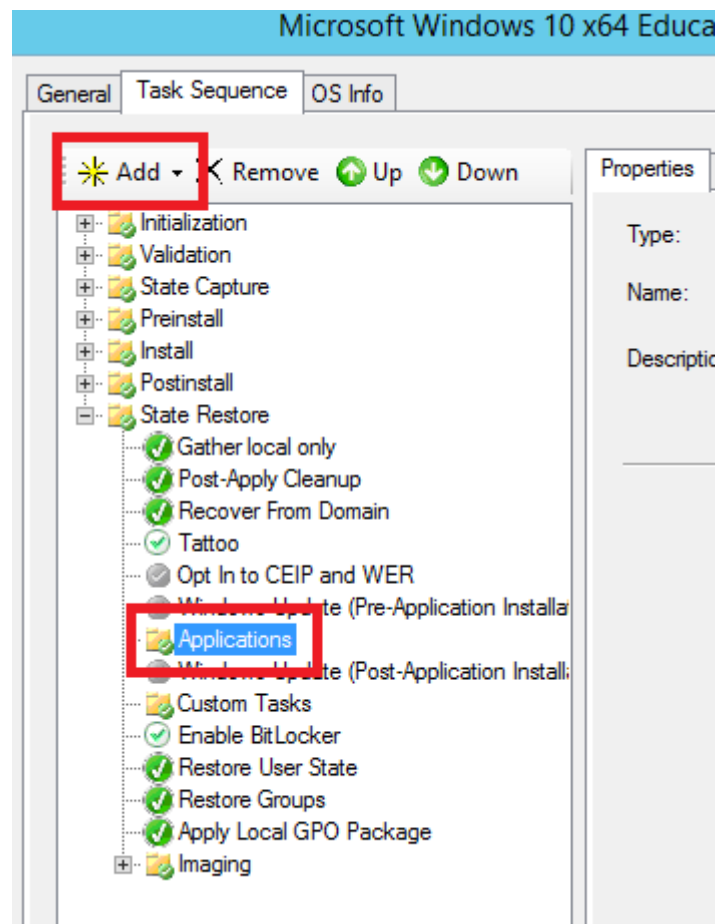 Microsoft Windows 10 x64 Educa
General Task Sequence OS Info
Add Remove Up Down
Properties
Initialization
Validation
State Capture
Preinstall
Install
Postinstall
State Restore
Gather local only
Post-Apply Cleanup
Recover From Domain
Tattoo
Opt In to CEIP and WER
Windows Update (Pre-Application Installa
Applications
Windows Update (Post-Application Install
Custom Tasks
Enable BitLocker
Restore User State
Restore Groups
Apply Local GPO Package
Imaging
Type:
Name:
Descriptio